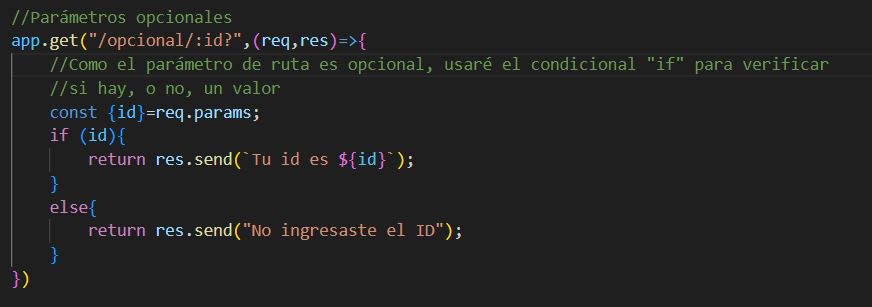 //Parámetros opcionales
app.get("/opcional/:id?",(req,res)=>{
    //Como el parámetro de ruta es opcional, usaré el condicional "if" para verificar
    //si hay, o no, un valor
    const {id}=req.params;
    if (id){
        return res.send(`Tu id es ${id}`);
    }
    else{
        return res.send("No ingresaste el ID");
    }
})